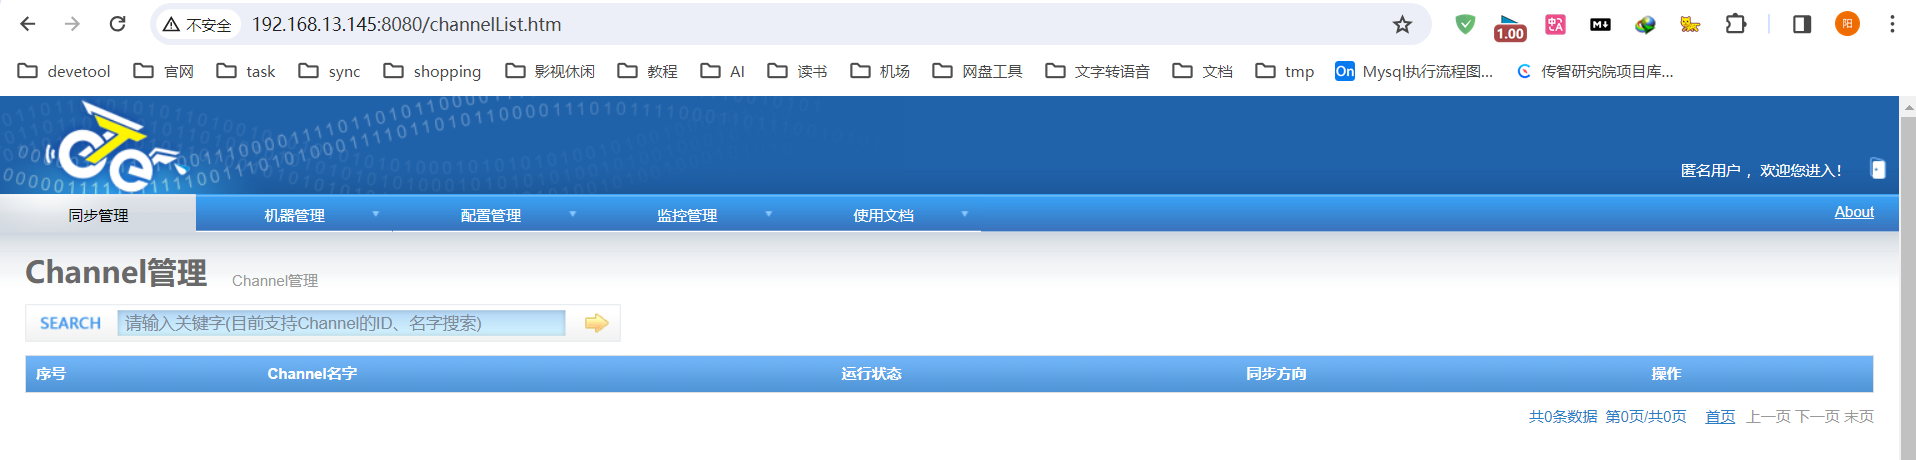 不安全 192.168.13.145:8080/channelList.htm 1.00 阳
devetool 官网 task sync shopping 影视休闲 教程 AI 读书 机场 网盘工具 文字转语音 文档 tmp On Mysql执行流程图... 传智研究院项目库...
匿名用户，欢迎您进入！
同步管理 机器管理 配置管理 监控管理 使用文档 About
Channel管理 Channel管理
SEARCH 请输入关键字(目前支持Channel的ID、名字搜索)
序号 Channel名字 运行状态 同步方向 操作
共0条数据 第0页/共0页 首页 上一页 下一页 末页